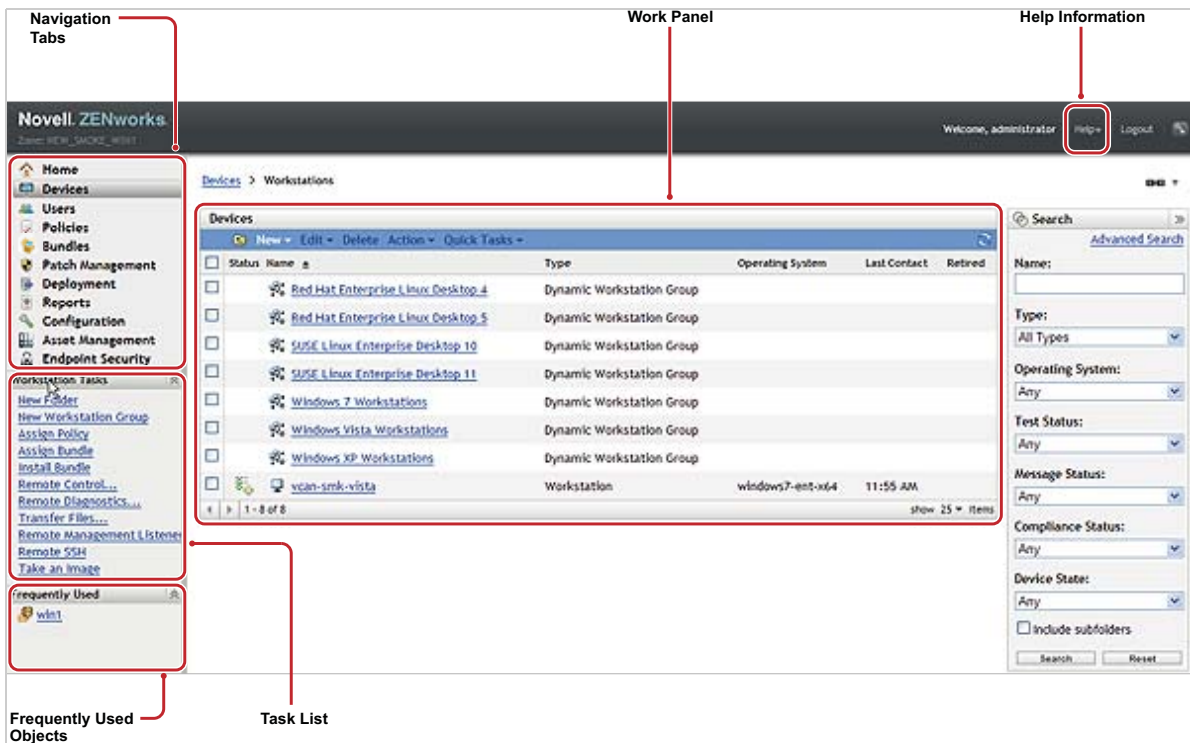 Navigation
Tabs
Work Panel
Help Information
Novell. ZENworks.
Welcome, administrator
Help
Logout
Home
Devices
Users
Policies
Bundles
Patch Management
Deployment
Reports
Configuration
Asset Management
Endpoint Security
Workstation Tasks
New Folder
New Workstation Group
Assign Policy
Assign Bundle
Install Bundle
Remote Control...
Remote Diagnostics...
Transfer Files...
Remote Management Listener
Remote SSH
Take an Image
Frequently Used
win1
Devices > Workstations
Devices
New Edit Delete Action Quick Tasks
Status Name Type Operating System Last Contact Retired
Red Hat Enterprise Linux Desktop 4 Dynamic Workstation Group
Red Hat Enterprise Linux Desktop 5 Dynamic Workstation Group
SUSE Linux Enterprise Desktop 10 Dynamic Workstation Group
SUSE Linux Enterprise Desktop 11 Dynamic Workstation Group
Windows 7 Workstations Dynamic Workstation Group
Windows Vista Workstations Dynamic Workstation Group
Windows XP Workstations Dynamic Workstation Group
vcan-smk-vista Workstation windows7-ent-x64 11:55 AM
1 - 8 of 8 show 25 items
Search
Advanced Search
Name:
Type:
All Types
Operating System:
Any
Test Status:
Any
Message Status:
Any
Compliance Status:
Any
Device State:
Any
Include subfolders
Search Reset
Frequently Used
Objects
Task List